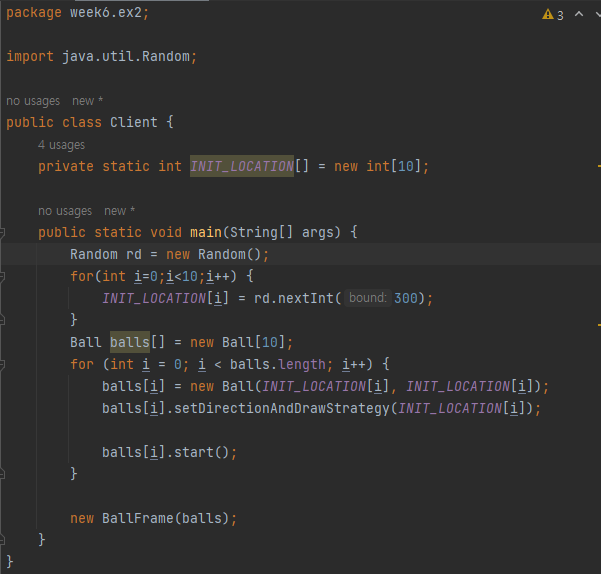 package week6.ex2;
3
import java.util.Random;
no usages new *
public class Client {
4 usages
private static int INIT_LOCATION[] = new int[10];
no usages new *
public static void main(String[] args) {
Random rd = new Random();
for(int i=0;i<10;i++) {
INIT_LOCATION[i] = rd.nextInt( bound: 300);
}
Ball balls[] = new Ball[10];
for (int i = 0; i < balls.length; i++) {
balls[i] = new Ball(INIT_LOCATION[i], INIT_LOCATION[i]);
balls[i].setDirectionAndDrawStrategy(INIT_LOCATION[i]);
balls[i].start();
}
new BallFrame(balls);
}
}